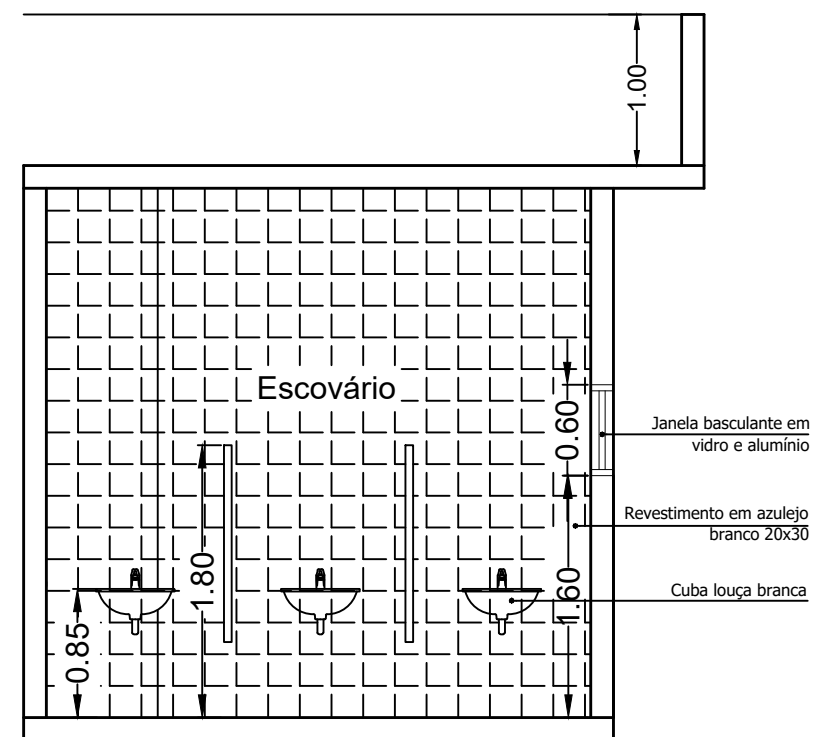 1.00
Escovário
0.60
Janela basculante em
vidro e alumínio
Revestimento em azulejo
branco 20x30
1.80
1.60
Cuba louça branca
0.85